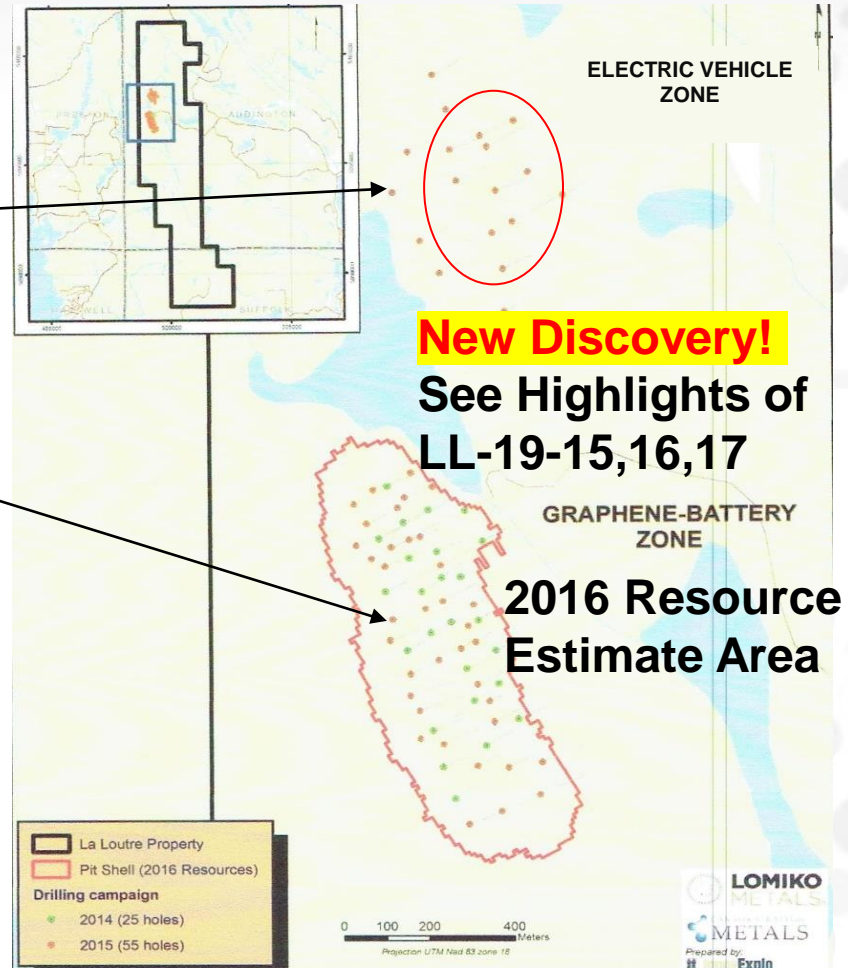 ELECTRIC VEHICLE
ZONE
New Discovery!
See Highlights of
LL-19-15,16,17
GRAPHENE-BATTERY
ZONE
2016 Resource
Estimate Area
La Loutre Property
Pit Shell (2016 Resources)
Drilling campaign
2014 (25 holes)
2015 (55 holes)
0 100 200 400
Meters
Projection UTM Nad 83 zone 18
LOMIKO
METALS
METALS
Prepared by:
Explo